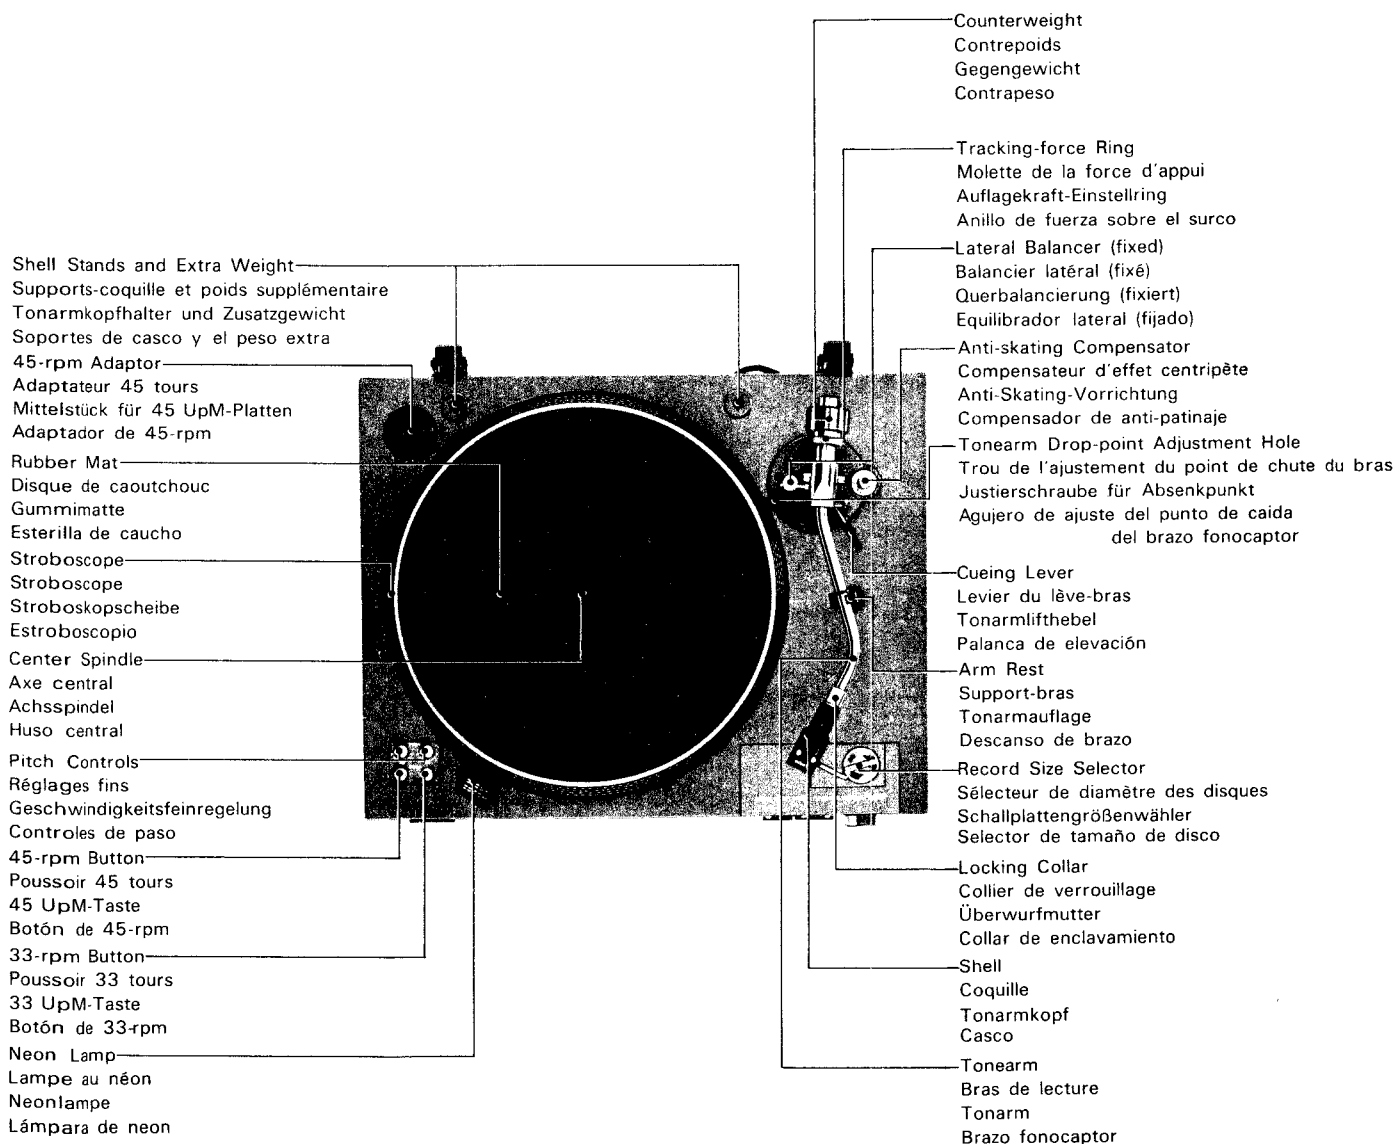 Counterweight
Contrepoids
Gegengewicht
Contrapeso
Tracking-force Ring
Molette de la force d'appui
Auflagekraft-Einstellring
Anillo de fuerza sobre el surco
Lateral Balancer (fixed)
Balancier latéral (fixé)
Querbalancierung (fixiert)
Equilibrador lateral (fijado)
Anti-skating Compensator
Compensateur d'effet centripète
Anti-Skating-Vorrichtung
Compensador de anti-patinaje
Tonearm Drop-point Adjustment Hole
Trou de l'ajustement du point de chute du bras
Justierschraube für Absenkpunkt
Agujero de ajuste del punto de caida
del brazo fonocaptor
Cueing Lever
Levier du lève-bras
Tonarmlifthebel
Palanca de elevación
Arm Rest
Support-bras
Tonarmauflage
Descanso de brazo
Record Size Selector
Sélecteur de diamètre des disques
Schallplattengrößenwähler
Selector de tamaño de disco
Locking Collar
Collier de verrouillage
Überwurfmutter
Collar de enclavamiento
Shell
Coquille
Tonarmkopf
Casco
Tonearm
Bras de lecture
Tonarm
Brazo fonocaptor
Shell Stands and Extra Weight
Supports-coquille et poids supplémentaire
Tonarmkopfhalter und Zusatzgewicht
Soportes de casco y el peso extra
45-rpm Adaptor
Adaptateur 45 tours
Mittelstück für 45 UpM-Platten
Adaptador de 45-rpm
Rubber Mat
Disque de caoutchouc
Gummimatte
Esterilla de caucho
Stroboscope
Stroboscope
Stroboskopscheibe
Estroboscopio
Center Spindle
Axe central
Achsspindel
Huso central
Pitch Controls
Réglages fins
Geschwindigkeitsfeinregelung
Controles de paso
45-rpm Button
Poussoir 45 tours
45 UpM-Taste
Botón de 45-rpm
33-rpm Button
Poussoir 33 tours
33 UpM-Taste
Botón de 33-rpm
Neon Lamp
Lampe au néon
Neonlampe
Lámpara de neon